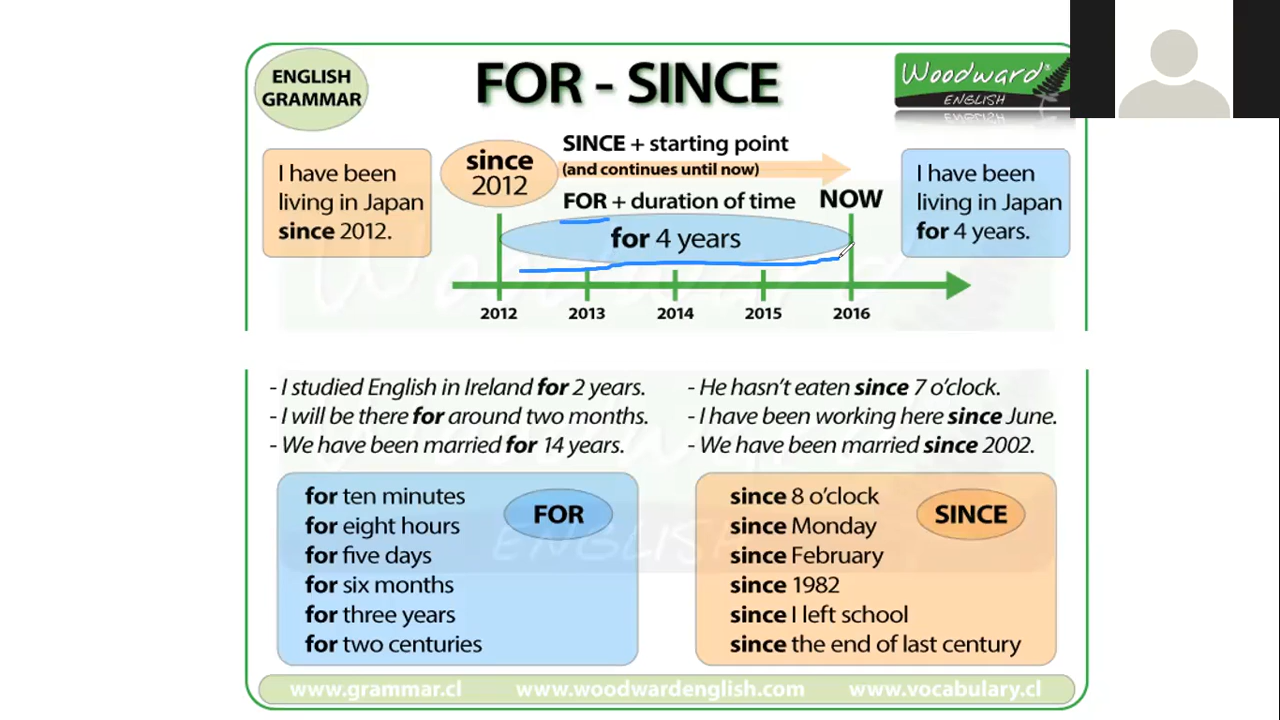 ENGLISH
GRAMMAR
FOR - SINCE
Woodward®
ENGLISH
I have been
living in Japan
since 2012.
since
2012
SINCE + starting point
(and continues until now)
FOR + duration of time
NOW
for 4 years
I have been
living in Japan
for 4 years.
2012 2013 2014 2015 2016
- I studied English in Ireland for 2 years.
- I will be there for around two months.
- We have been married for 14 years.
- He hasn't eaten since 7 o'clock.
- I have been working here since June.
- We have been married since 2002.
for ten minutes
for eight hours
for five days
for six months
for three years
for two centuries
FOR
since 8 o'clock
since Monday
since February
since 1982
since I left school
since the end of last century
SINCE
www.grammar.cl www.woodwardenglish.com www.vocabulary.cl